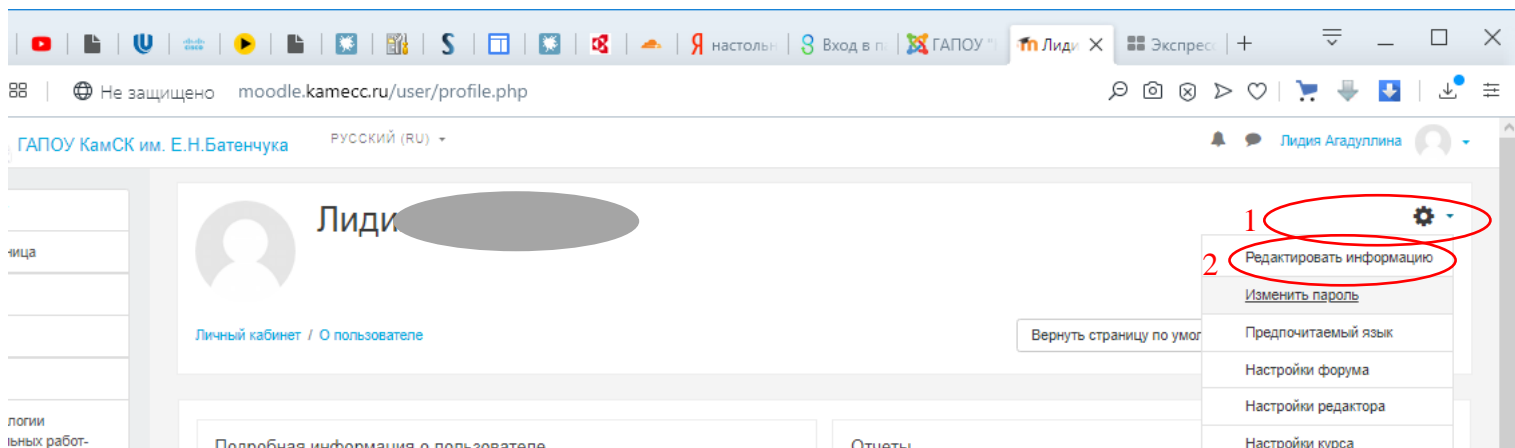 настольн Вход в п ГАПОУ "Лиди Экспресс
Не защищено moodle.kamecc.ru/user/profile.php
ГАПОУ КамСК им. Е.Н.Батенчука РУССКИЙ (RU) Лидия Агадуллина
Лиди
1
ница
2 Редактировать информацию
Изменить пароль
Личный кабинет / О пользователе
Вернуть страницу по умол
Предпочитаемый язык
Настройки форума
Настройки редактора
логии
ьных работ-
Подробная информация о пользователе
Отчеты
Настройки курса